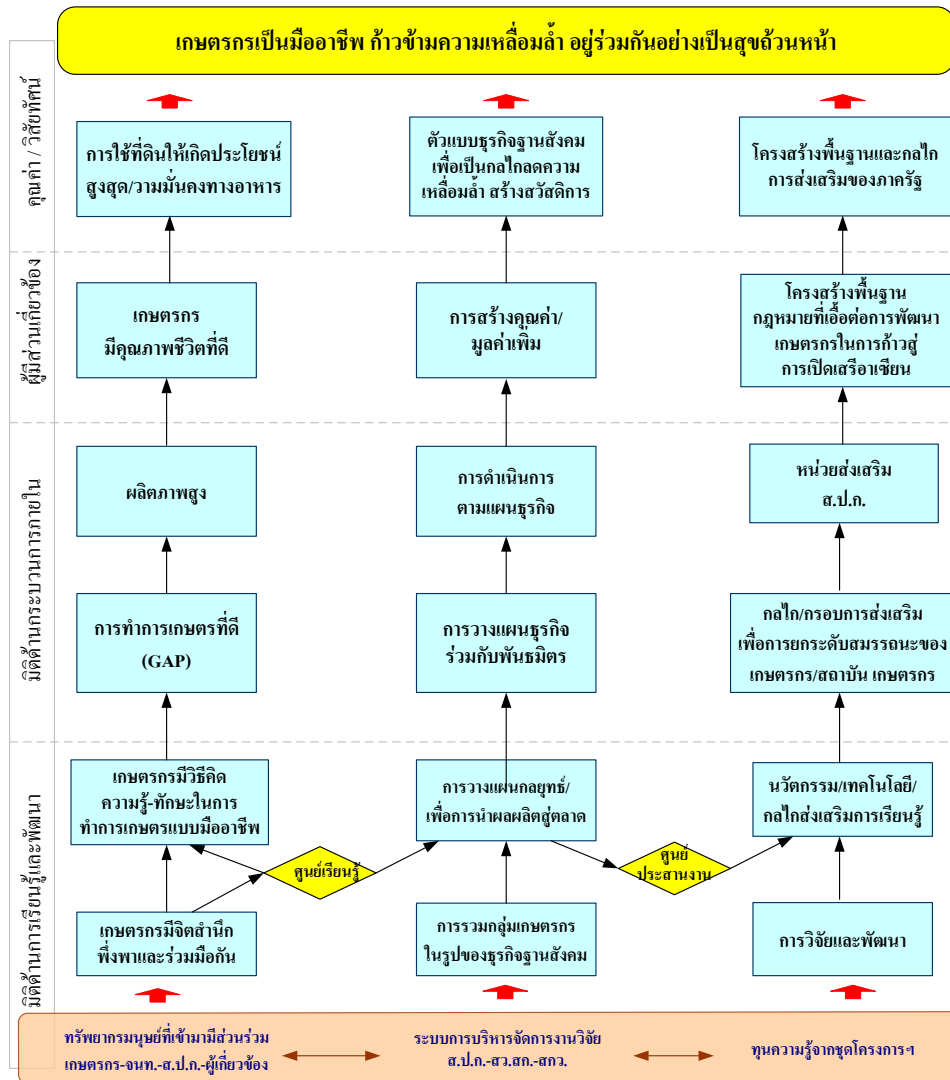 เกษตรกรเป็นมืออาชีพ ก้าวข้ามความเหลื่อมล้ำ อยู่ร่วมกันอย่างเป็นสุขถ้วนหน้า
คุณค่า / วิสัยทัศน์
การใช้ที่ดินให้เกิดประโยชน์
สูงสุด/วามมั่นคงทางอาหาร
ตัวแบบธุรกิจฐานสังคม
เพื่อเป็นกลไกลดความ
เหลื่อมล้ำ สร้างสวัสดิการ
โครงสร้างพื้นฐานและกลไก
การส่งเสริมของภาครัฐ
ผู้มีส่วนเกี่ยวข้อง
เกษตรกร
มีคุณภาพชีวิตที่ดี
การสร้างคุณค่า/
มูลค่าเพิ่ม
โครงสร้างพื้นฐาน
กฎหมายที่เอื้อต่อการพัฒนา
เกษตรกรในการก้าวสู่
การเปิดเสรีอาเซียน
มิติด้านกระบวนการภายใน
ผลิตภาพสูง
การดำเนินการ
ตามแผนธุรกิจ
หน่วยส่งเสริม
ส.ป.ก.
การทำการเกษตรที่ดี
(GAP)
การวางแผนธุรกิจ
ร่วมกับพันธมิตร
กลไก/กรอบการส่งเสริม
เพื่อการยกระดับสมรรถนะของ
เกษตรกร/สถาบัน เกษตรกร
มิติด้านการเรียนรู้และพัฒนา
เกษตรกรมีวิธีคิด
ความรู้-ทักษะในการ
ทำการเกษตรแบบมืออาชีพ
การวางแผนกลยุทธ์/
เพื่อการนำผลผลิตสู่ตลาด
นวัตกรรม/เทคโนโลยี/
กลไกส่งเสริมการเรียนรู้
ศูนย์เรียนรู้
ศูนย์
ประสานงาน
เกษตรกรมีจิตสำนึก
พึ่งพาและร่วมมือกัน
การรวมกลุ่มเกษตรกร
ในรูปของธุรกิจฐานสังคม
การวิจัยและพัฒนา
ทรัพยากรมนุษย์ที่เข้ามามีส่วนร่วม
เกษตรกร-จนท.-ส.ป.ก.-ผู้เกี่ยวข้อง
ระบบการบริหารจัดการงานวิจัย
ส.ป.ก.-สว.สก.-สกว.
ทุนความรู้จากชุดโครงการฯ